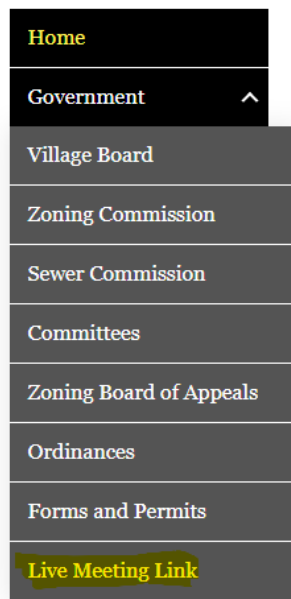 Home
Government
Village Board
Zoning Commission
Sewer Commission
Committees
Zoning Board of Appeals
Ordinances
Forms and Permits
Live Meeting Link